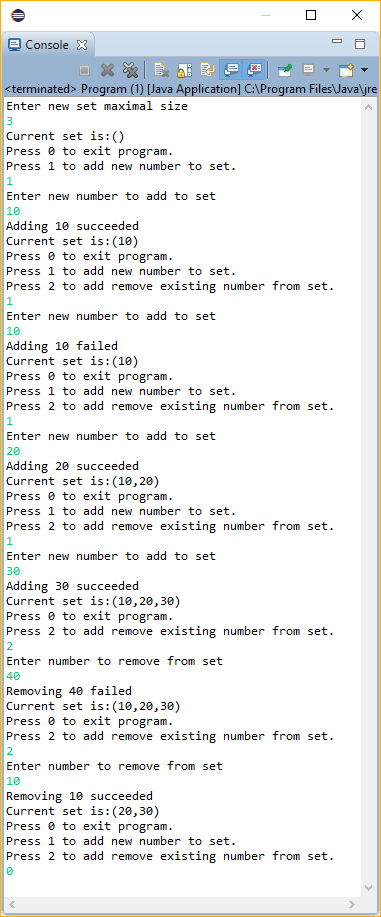 Console
<terminated> Program (1) [Java Application] C:\Program Files\Java\jre
Enter new set maximal size
3
Current set is:()
Press 0 to exit program.
Press 1 to add new number to set.
1
Enter new number to add to set
10
Adding 10 succeeded
Current set is:(10)
Press 0 to exit program.
Press 1 to add new number to set.
Press 2 to add remove existing number from set.
1
Enter new number to add to set
10
Adding 10 failed
Current set is:(10)
Press 0 to exit program.
Press 1 to add new number to set.
Press 2 to add remove existing number from set.
1
Enter new number to add to set
20
Adding 20 succeeded
Current set is:(10,20)
Press 0 to exit program.
Press 1 to add new number to set.
Press 2 to add remove existing number from set.
1
Enter new number to add to set
30
Adding 30 succeeded
Current set is:(10,20,30)
Press 0 to exit program.
Press 2 to add remove existing number from set.
2
Enter number to remove from set
40
Removing 40 failed
Current set is:(10,20,30)
Press 0 to exit program.
Press 2 to add remove existing number from set.
2
Enter number to remove from set
10
Removing 10 succeeded
Current set is:(20,30)
Press 0 to exit program.
Press 1 to add new number to set.
Press 2 to add remove existing number from set.
0